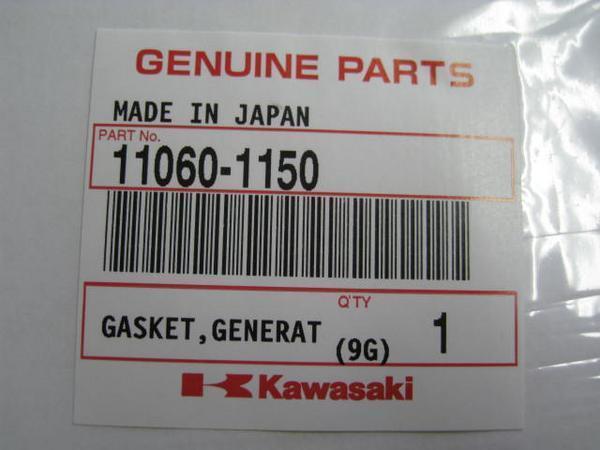 GENUINE PARTS
MADE IN JAPAN
PART No.
11060-1150
Q'TY
GASKET,GENERAT (9G) 1
Kawasaki